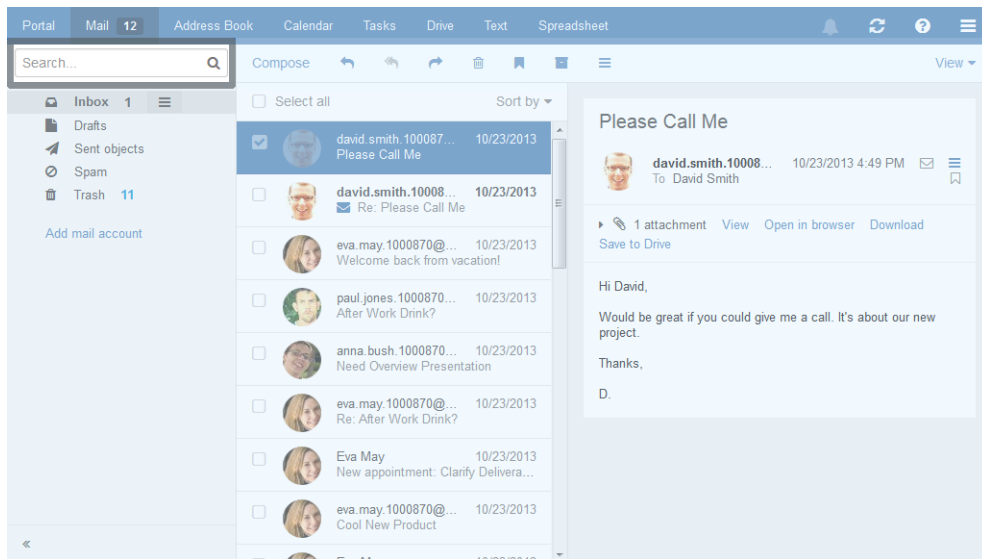 Portal Mail 12 Address Book Calendar Tasks Drive Text Spreadsheet
Search...
Compose
View
Inbox 1
Drafts
Sent objects
Spam
Trash 11
Add mail account
Select all Sort by
david.smith.100087... 10/23/2013
Please Call Me
david.smith.10008... 10/23/2013
Re: Please Call Me
eva.may.1000870@... 10/23/2013
Welcome back from vacation!
paul.jones.1000870... 10/23/2013
After Work Drink?
anna.bush.1000870... 10/23/2013
Need Overview Presentation
eva.may.1000870@... 10/23/2013
Re: After Work Drink?
Eva May 10/23/2013
New appointment: Clarify Delivera...
eva.may.1000870@... 10/23/2013
Cool New Product
Please Call Me
david.smith.10008... 10/23/2013 4:49 PM
To David Smith
1 attachment View Open in browser Download
Save to Drive
Hi David,
Would be great if you could give me a call. It's about our new
project.
Thanks,
D.